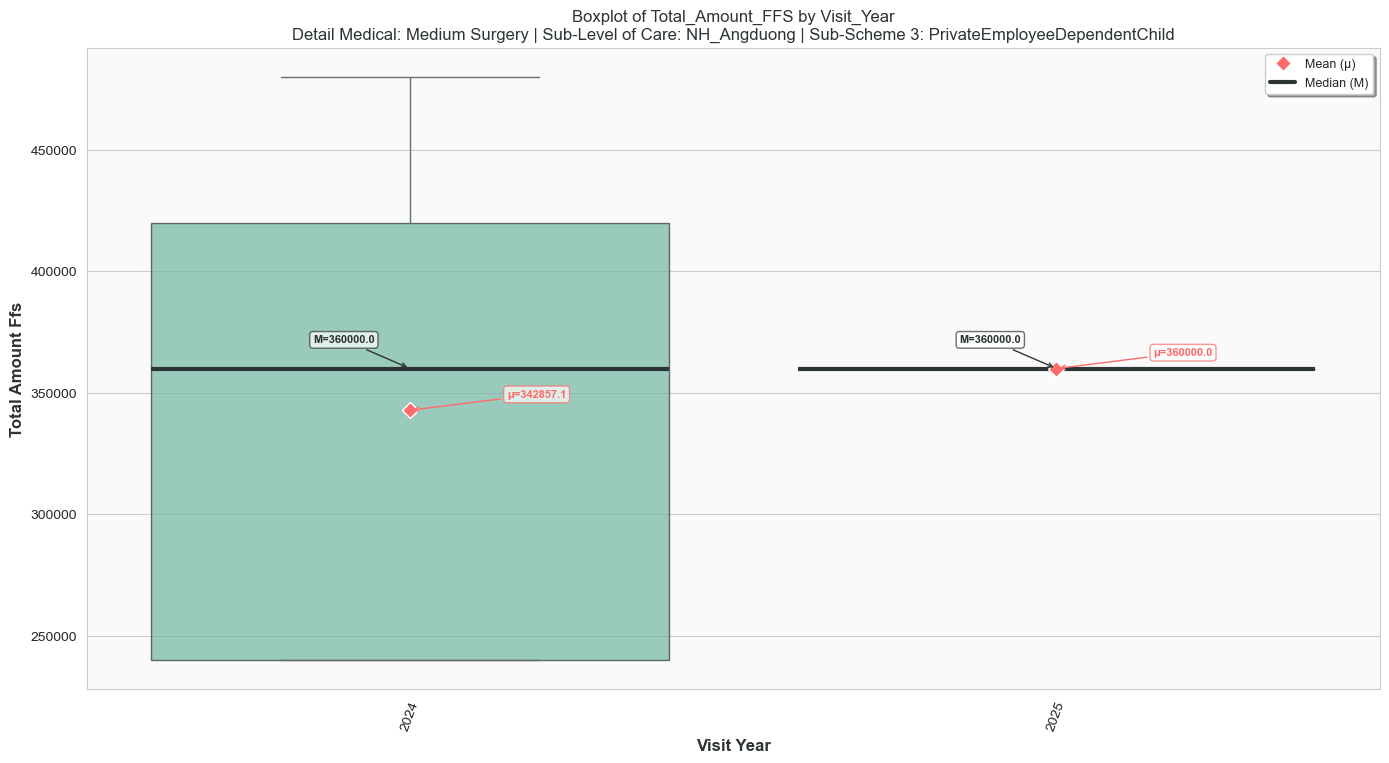 Boxplot of Total_Amount_FFS by Visit_Year
Detail Medical: Medium Surgery | Sub-Level of Care: NH_Angduong | Sub-Scheme 3: PrivateEmployeeDependentChild
Mean (μ)
Median (M)
Total Amount Ffs
450000
400000
350000
300000
250000
M=360000.0
μ=342857.1
M=360000.0
μ=360000.0
2024
2025
Visit Year